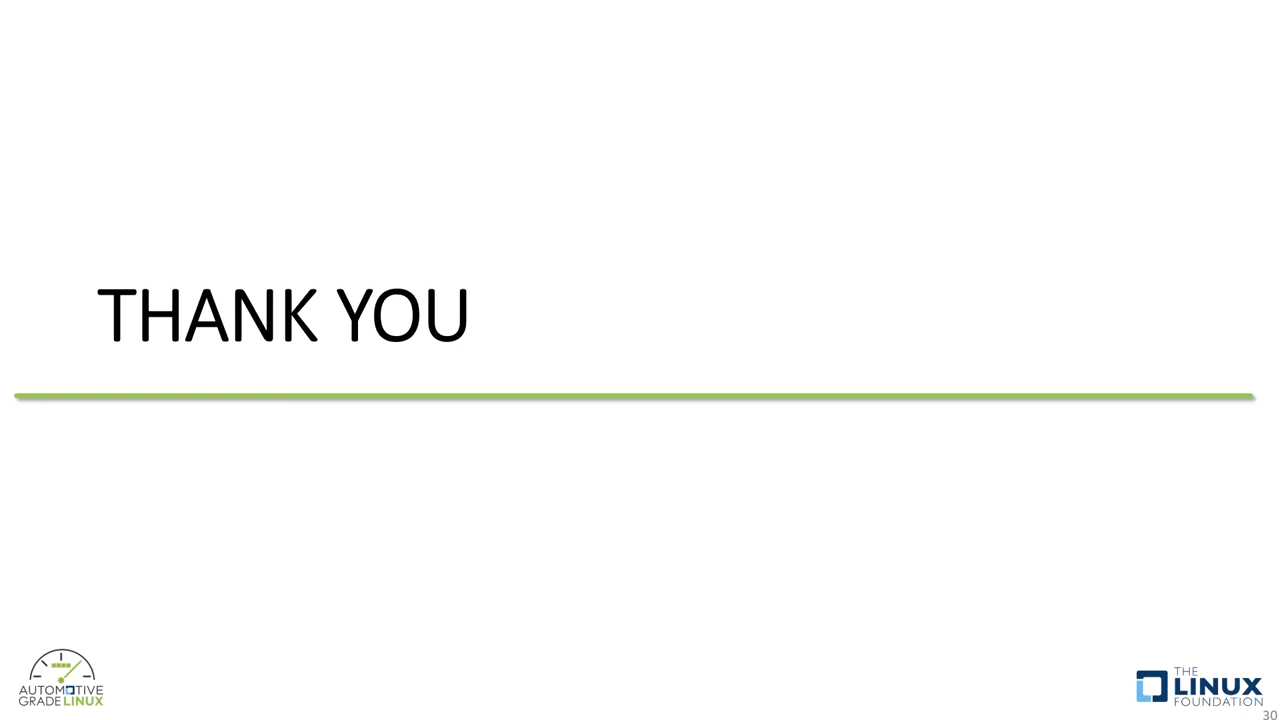 THANK YOU
AUTOMOTIVE
GRADE LINUX
THE
LINUX
FOUNDATION
30